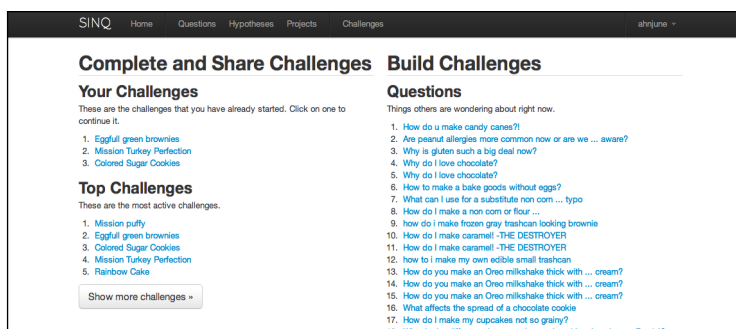 SINQ Home Questions Hypotheses Projects Challenges ahnjune
Complete and Share Challenges
Your Challenges
These are the challenges that you have already started. Click on one to
continue it.
1. Eggfull green brownies
2. Mission Turkey Perfection
3. Colored Sugar Cookies
Top Challenges
These are the most active challenges.
1. Mission puffy
2. Eggfull green brownies
3. Colored Sugar Cookies
4. Mission Turkey Perfection
5. Rainbow Cake
Show more challenges »
Build Challenges
Questions
Things others are wondering about right now.
1. How do u make candy canes?!
2. Are peanut allergies more common now or are we ... aware?
3. Why is gluten such a big deal now?
4. Why do I love chocolate?
5. Why do I love chocolate?
6. How to make a bake goods without eggs?
7. What can I use for a substitute non corn ... typo
8. How do I make a non corn or flour ...
9. how do i make frozen gray trashcan looking brownie
10. How do I make caramel! -THE DESTROYER
11. How do I make caramel! -THE DESTROYER
12. how to i make my own edible small trashcan
13. How do you make an Oreo milkshake thick with ... cream?
14. How do you make an Oreo milkshake thick with ... cream?
15. How do you make an Oreo milkshake thick with ... cream?
16. What affects the spread of a chocolate cookie
17. How do I make my cupcakes not so grainy?